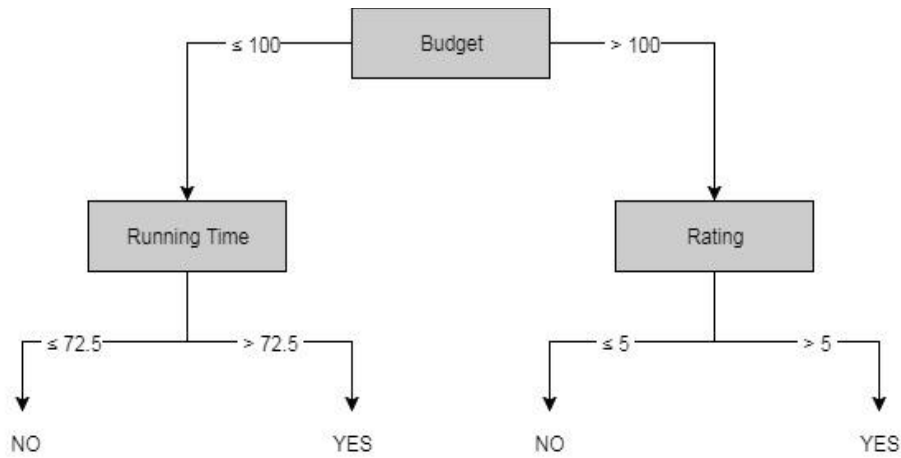 Budget
≤ 100
> 100
Running Time
Rating
≤ 72.5
> 72.5
≤ 5
> 5
NO
YES
NO
YES